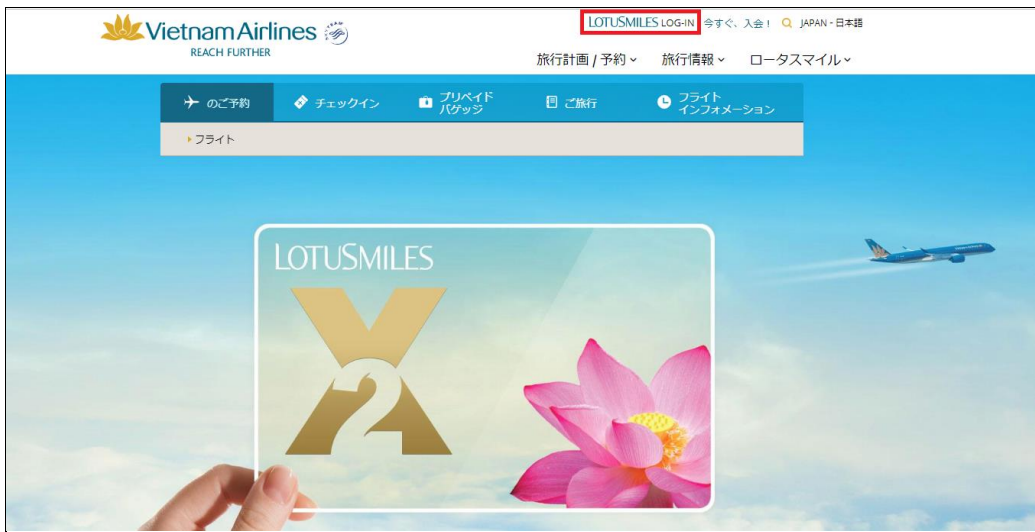 Vietnam Airlines
REACH FURTHER
LOTUSMILES LOG-IN 今すぐ、入会！ JAPAN - 日本語
旅行計画 / 予約 旅行情報 ロータスマイル
のご予約 チェックイン プリペイド
バゲッジ ご旅行 フライト
インフォメーション
フライト
LOTUSMILES
X2